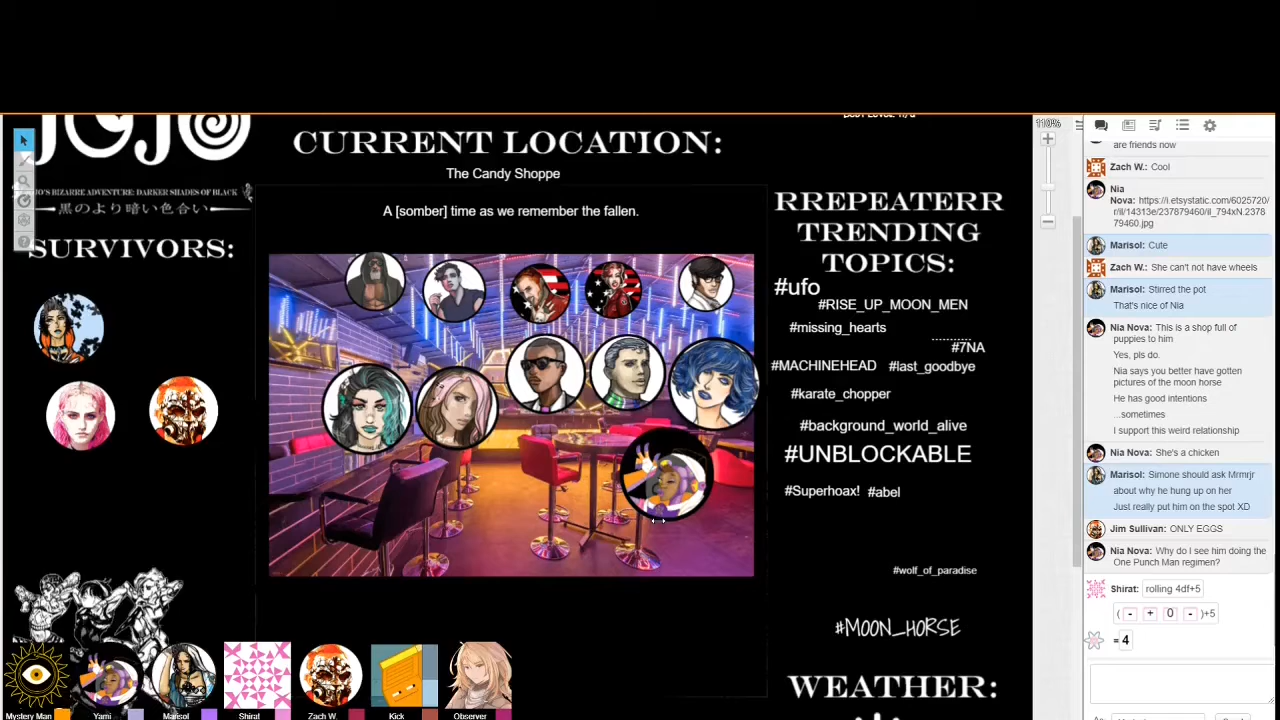 JOJO
JOJO'S BIZARRE ADVENTURE: DARKER SHADES OF BLACK
黒のより暗い色合い
SURVIVORS:
CURRENT LOCATION:
The Candy Shoppe
A [somber] time as we remember the fallen.
RREPEATERR
TRENDING
TOPICS:
#ufo
#RISE_UP_MOON_MEN
#missing_hearts
#7NA
#MACHINEHEAD #last_goodbye
#karate_chopper
#background_world_alive
#UNBLOCKABLE
#Superhoax! #abel
#wolf_of_paradise
#MOON_HORSE
WEATHER:
110%
are friends now
Zach W.: Cool
Nia
Nova: https://i.etsystatic.com/6025720/
r/il/14313e/237879460/il_794xN.2378
79460.jpg
Marisol: Cute
Zach W.: She can't not have wheels
Marisol: Stirred the pot
That's nice of Nia
Nia Nova: This is a shop full of
puppies to him
Yes, pls do.
Nia says you better have gotten
pictures of the moon horse
He has good intentions
...sometimes
I support this weird relationship
Nia Nova: She's a chicken
Marisol: Simone should ask Mrmrjr
about why he hung up on her
Just really put him on the spot XD
Jim Sullivan: ONLY EGGS
Nia Nova: Why do I see him doing the
One Punch Man regimen?
Shirat: rolling 4df+5
( - + 0 - )+5
= 4
Mystery Man Yami Marisol Shirat Zach W. Kick Observer